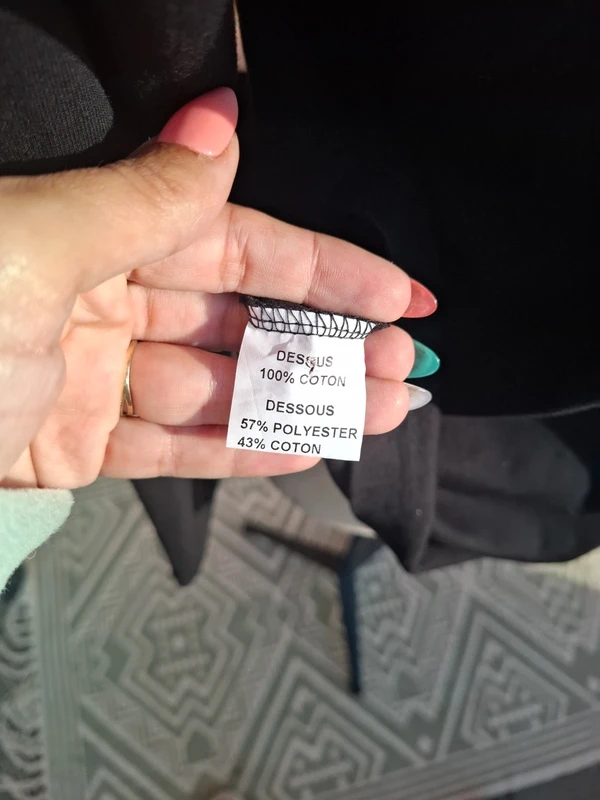 DESSUS
100% COTON
DESSOUS
57% POLYESTER
43% COTON